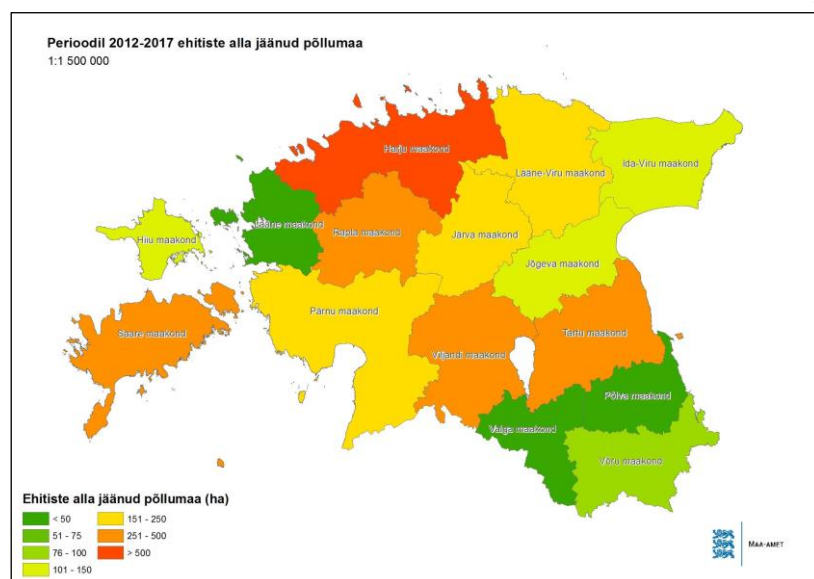 Perioodil 2012-2017 ehitiste alla jäänud põllumaa
1:1 500 000
Harju maakond
Lääne-Viru maakond
Ida-Viru maakond
Hiiu maakond
Lääne maakond
Rapla maakond
Järva maakond
Jõgeva maakond
Saare maakond
Pärnu maakond
Viljandi maakond
Tartu maakond
Põlva maakond
Valga maakond
Võru maakond
Ehitiste alla jäänud põllumaa (ha)
< 50
51 - 75
76 - 100
101 - 150
151 - 250
251 - 500
> 500
MAA-AMET